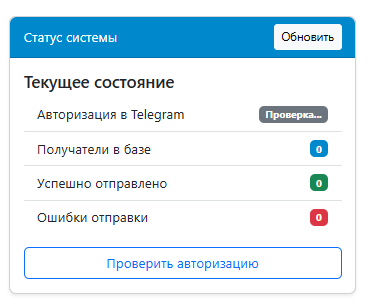 Статус системы
Обновить
Текущее состояние
Авторизация в Telegram
Проверка...
Получатели в базе
0
Успешно отправлено
0
Ошибки отправки
0
Проверить авторизацию